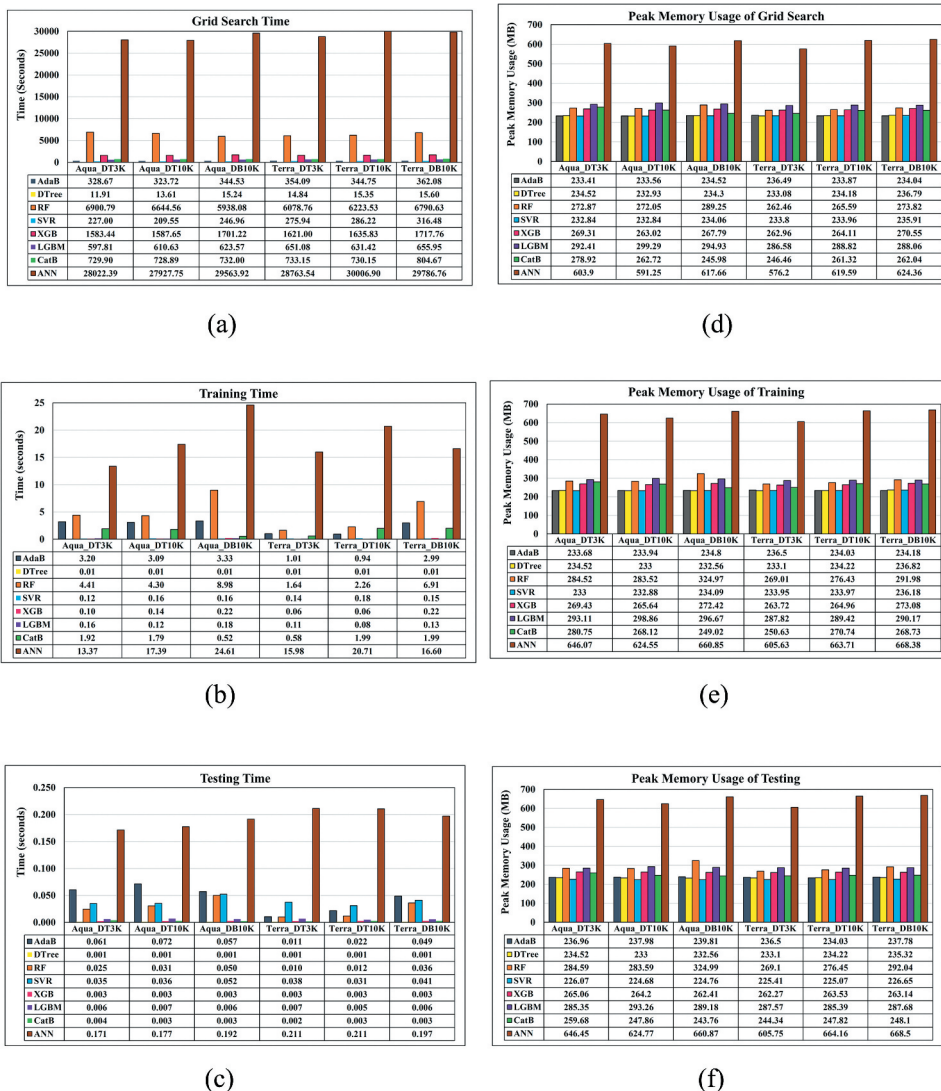 Grid Search Time
Time (Seconds)
30000
25000
20000
15000
10000
5000
0
Aqua_DT3K Aqua_DT10K Aqua_DB10K Terra_DT3K Terra_DT10K Terra_DB10K
AdaB 328.67 323.72 344.53 354.09 344.75 362.08
DTree 11.91 13.61 15.24 14.84 15.35 15.60
RF 6900.79 6644.56 5938.08 6078.76 6223.53 6790.63
SVR 227.00 209.55 246.96 275.94 286.22 316.48
XGB 1583.44 1587.65 1701.22 1621.00 1635.83 1717.76
LGBM 597.81 610.63 623.57 651.08 631.42 655.95
CatB 729.90 728.89 732.00 733.15 730.15 804.67
ANN 28022.39 27927.75 29563.92 28763.54 30006.90 29786.76
(a)
Peak Memory Usage of Grid Search
Peak Memory Usage (MB)
700
600
500
400
300
200
100
0
Aqua_DT3K Aqua_DT10K Aqua_DB10K Terra_DT3K Terra_DT10K Terra_DB10K
AdaB 233.41 233.56 234.52 236.49 233.87 234.04
DTree 234.52 232.93 234.3 233.08 234.18 236.79
RF 272.87 272.05 289.25 262.46 265.59 273.82
SVR 232.84 232.84 234.06 233.8 233.96 235.91
XGB 269.31 263.02 267.79 262.96 264.11 270.55
LGBM 292.41 299.29 294.93 286.58 288.82 288.06
CatB 278.92 262.72 245.98 246.46 261.32 262.04
ANN 603.9 591.25 617.66 576.2 619.59 624.36
(d)
Training Time
Time (seconds)
25
20
15
10
5
0
Aqua_DT3K Aqua_DT10K Aqua_DB10K Terra_DT3K Terra_DT10K Terra_DB10K
AdaB 3.20 3.09 3.33 1.01 0.94 2.99
DTree 0.01 0.01 0.01 0.01 0.01 0.01
RF 4.41 4.30 8.98 1.64 2.26 6.91
SVR 0.12 0.16 0.16 0.14 0.18 0.15
XGB 0.10 0.14 0.22 0.06 0.06 0.22
LGBM 0.16 0.12 0.18 0.11 0.08 0.13
CatB 1.92 1.79 0.52 0.58 1.99 1.99
ANN 13.37 17.39 24.61 15.98 20.71 16.60
(b)
Peak Memory Usage of Training
Peak Memory Usage (MB)
700
600
500
400
300
200
100
0
Aqua_DT3K Aqua_DT10K Aqua_DB10K Terra_DT3K Terra_DT10K Terra_DB10K
AdaB 233.68 233.94 234.8 236.5 234.03 234.18
DTree 234.52 233 232.56 233.1 234.22 236.82
RF 284.52 283.52 324.97 269.01 276.43 291.98
SVR 233 232.88 234.09 233.95 233.97 236.18
XGB 269.43 265.64 272.42 263.72 264.96 273.08
LGBM 293.11 298.86 296.67 287.82 289.42 290.17
CatB 280.75 268.12 249.02 250.63 270.74 268.73
ANN 646.07 624.55 660.85 605.63 663.71 668.38
(e)
Testing Time
Time (seconds)
0.250
0.200
0.150
0.100
0.050
0.000
Aqua_DT3K Aqua_DT10K Aqua_DB10K Terra_DT3K Terra_DT10K Terra_DB10K
AdaB 0.061 0.072 0.057 0.011 0.022 0.049
DTree 0.001 0.001 0.001 0.001 0.001 0.001
RF 0.025 0.031 0.050 0.010 0.012 0.036
SVR 0.035 0.036 0.052 0.038 0.031 0.041
XGB 0.003 0.003 0.003 0.003 0.003 0.003
LGBM 0.006 0.007 0.006 0.007 0.005 0.006
CatB 0.004 0.003 0.003 0.002 0.003 0.003
ANN 0.171 0.177 0.192 0.211 0.211 0.197
(c)
Peak Memory Usage of Testing
Peak Memory Usage (MB)
700
600
500
400
300
200
100
0
Aqua_DT3K Aqua_DT10K Aqua_DB10K Terra_DT3K Terra_DT10K Terra_DB10K
AdaB 236.96 237.98 239.81 236.5 234.03 237.78
DTree 234.52 233 232.56 233.1 234.22 235.32
RF 284.59 283.59 324.99 269.1 276.45 292.04
SVR 226.07 224.68 224.76 225.41 225.07 226.65
XGB 265.06 264.2 262.41 262.27 263.53 263.14
LGBM 285.35 293.26 289.18 287.57 285.39 287.68
CatB 259.68 247.86 243.76 244.34 247.82 248.1
ANN 646.45 624.77 660.87 605.75 664.16 668.5
(f)